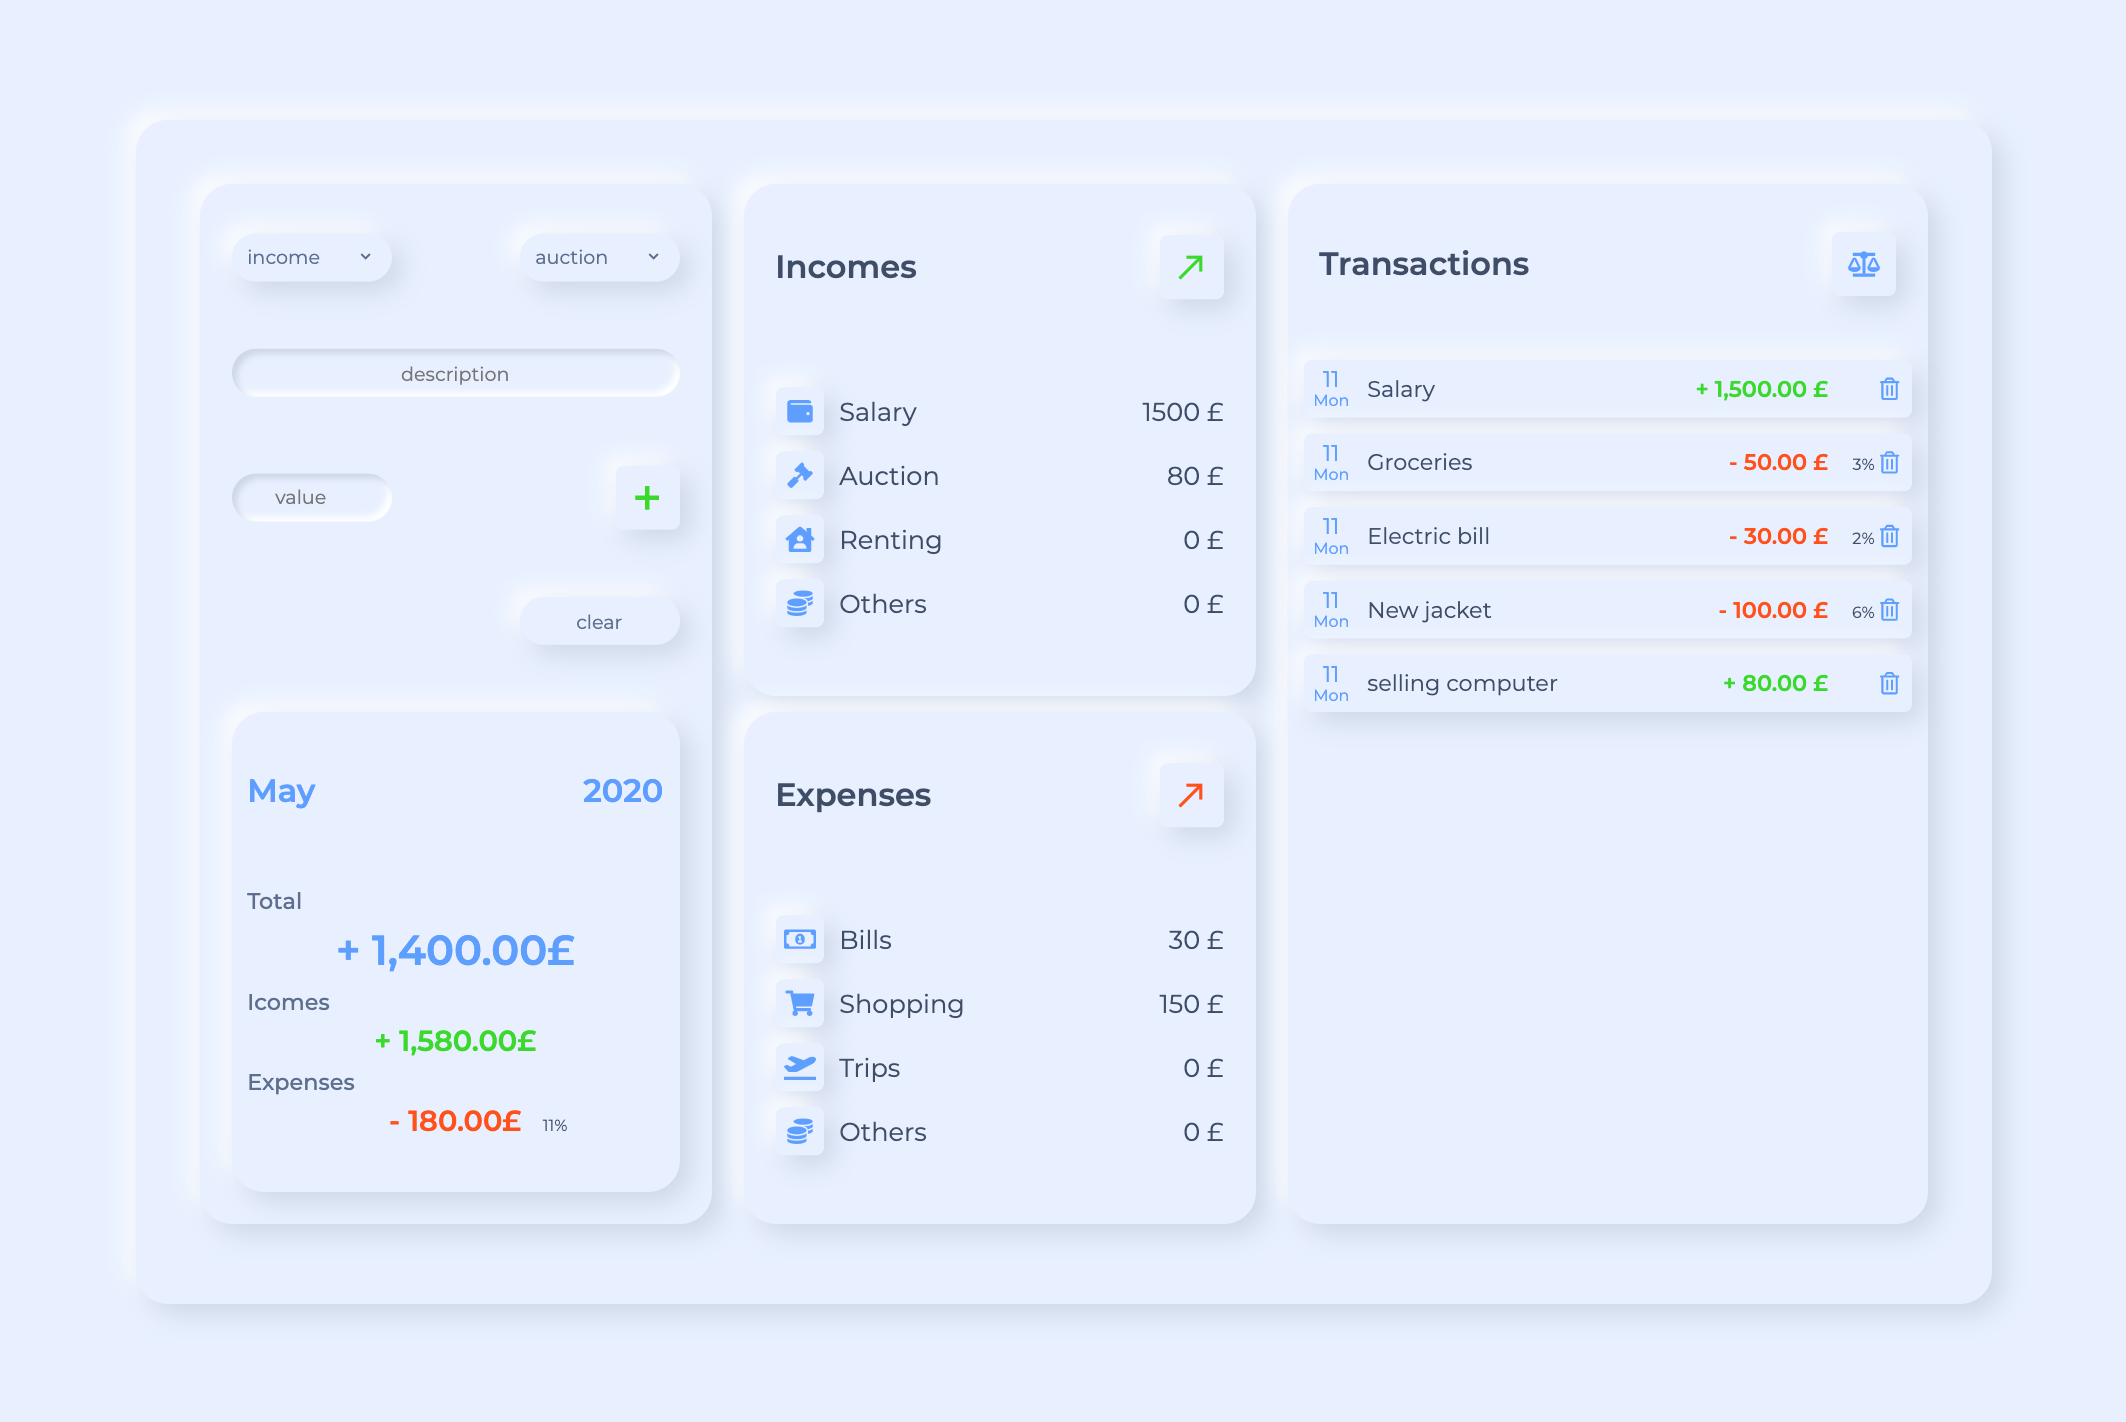 income
auction
description
value
+
clear
May 2020
Total
+ 1,400.00£
Icomes
+ 1,580.00£
Expenses
- 180.00£ 11%
Incomes
Salary 1500 £
Auction 80 £
Renting 0 £
Others 0 £
Expenses
Bills 30 £
Shopping 150 £
Trips 0 £
Others 0 £
Transactions
11
Mon
Salary + 1,500.00 £
11
Mon
Groceries - 50.00 £ 3%
11
Mon
Electric bill - 30.00 £ 2%
11
Mon
New jacket - 100.00 £ 6%
11
Mon
selling computer + 80.00 £